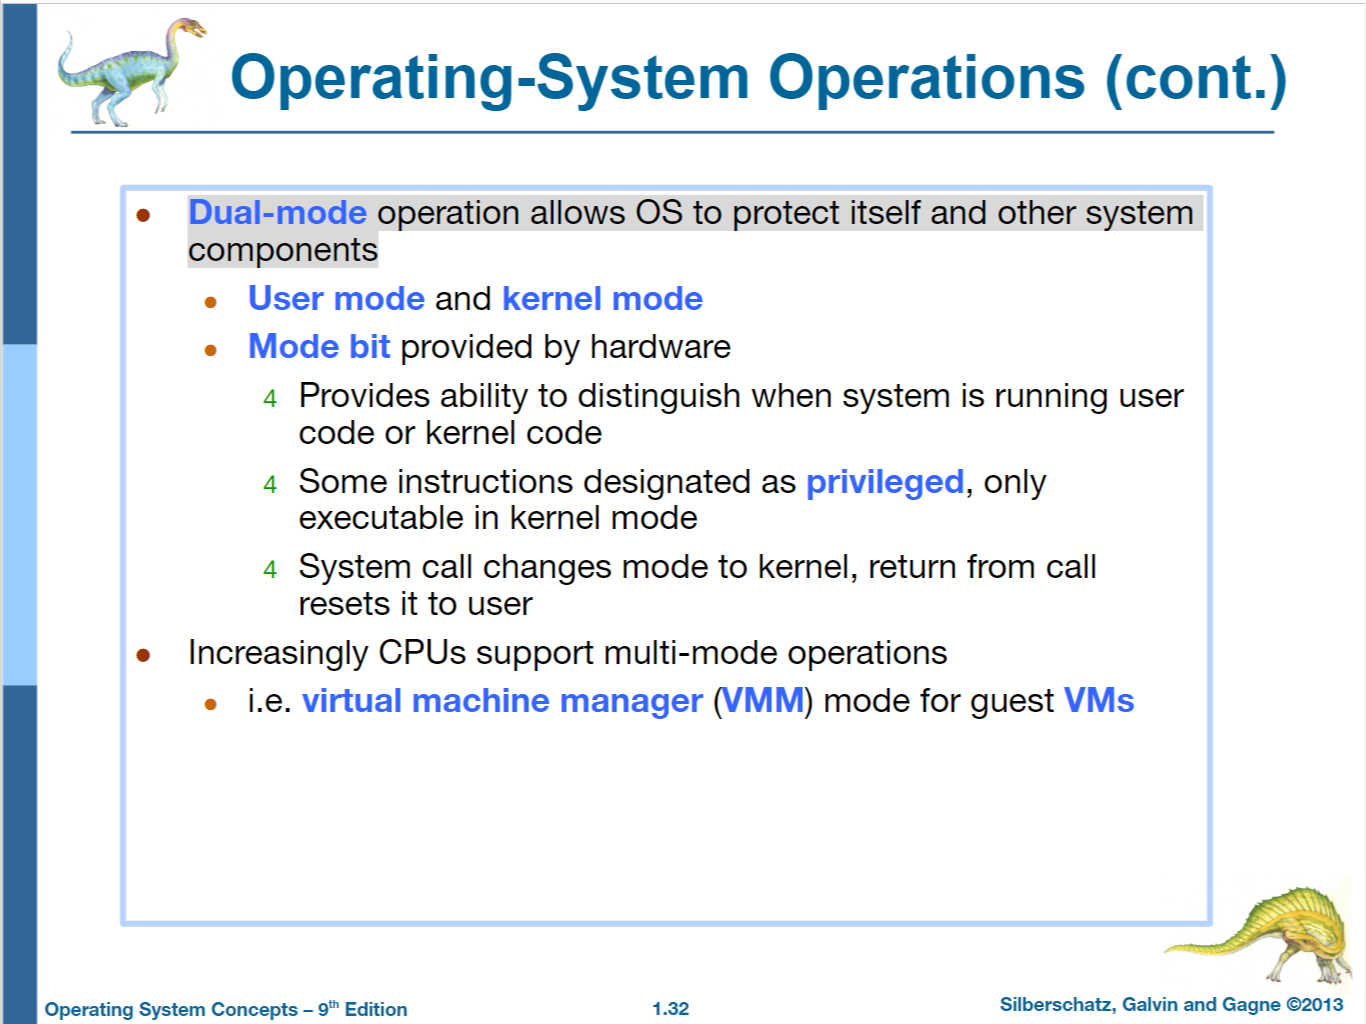 Operating-System Operations (cont.)
● Dual-mode operation allows OS to protect itself and other system
components
● User mode and kernel mode
● Mode bit provided by hardware
4 Provides ability to distinguish when system is running user
code or kernel code
4 Some instructions designated as privileged, only
executable in kernel mode
4 System call changes mode to kernel, return from call
resets it to user
● Increasingly CPUs support multi-mode operations
● i.e. virtual machine manager (VMM) mode for guest VMs
Operating System Concepts – 9th Edition
1.32
Silberschatz, Galvin and Gagne ©2013